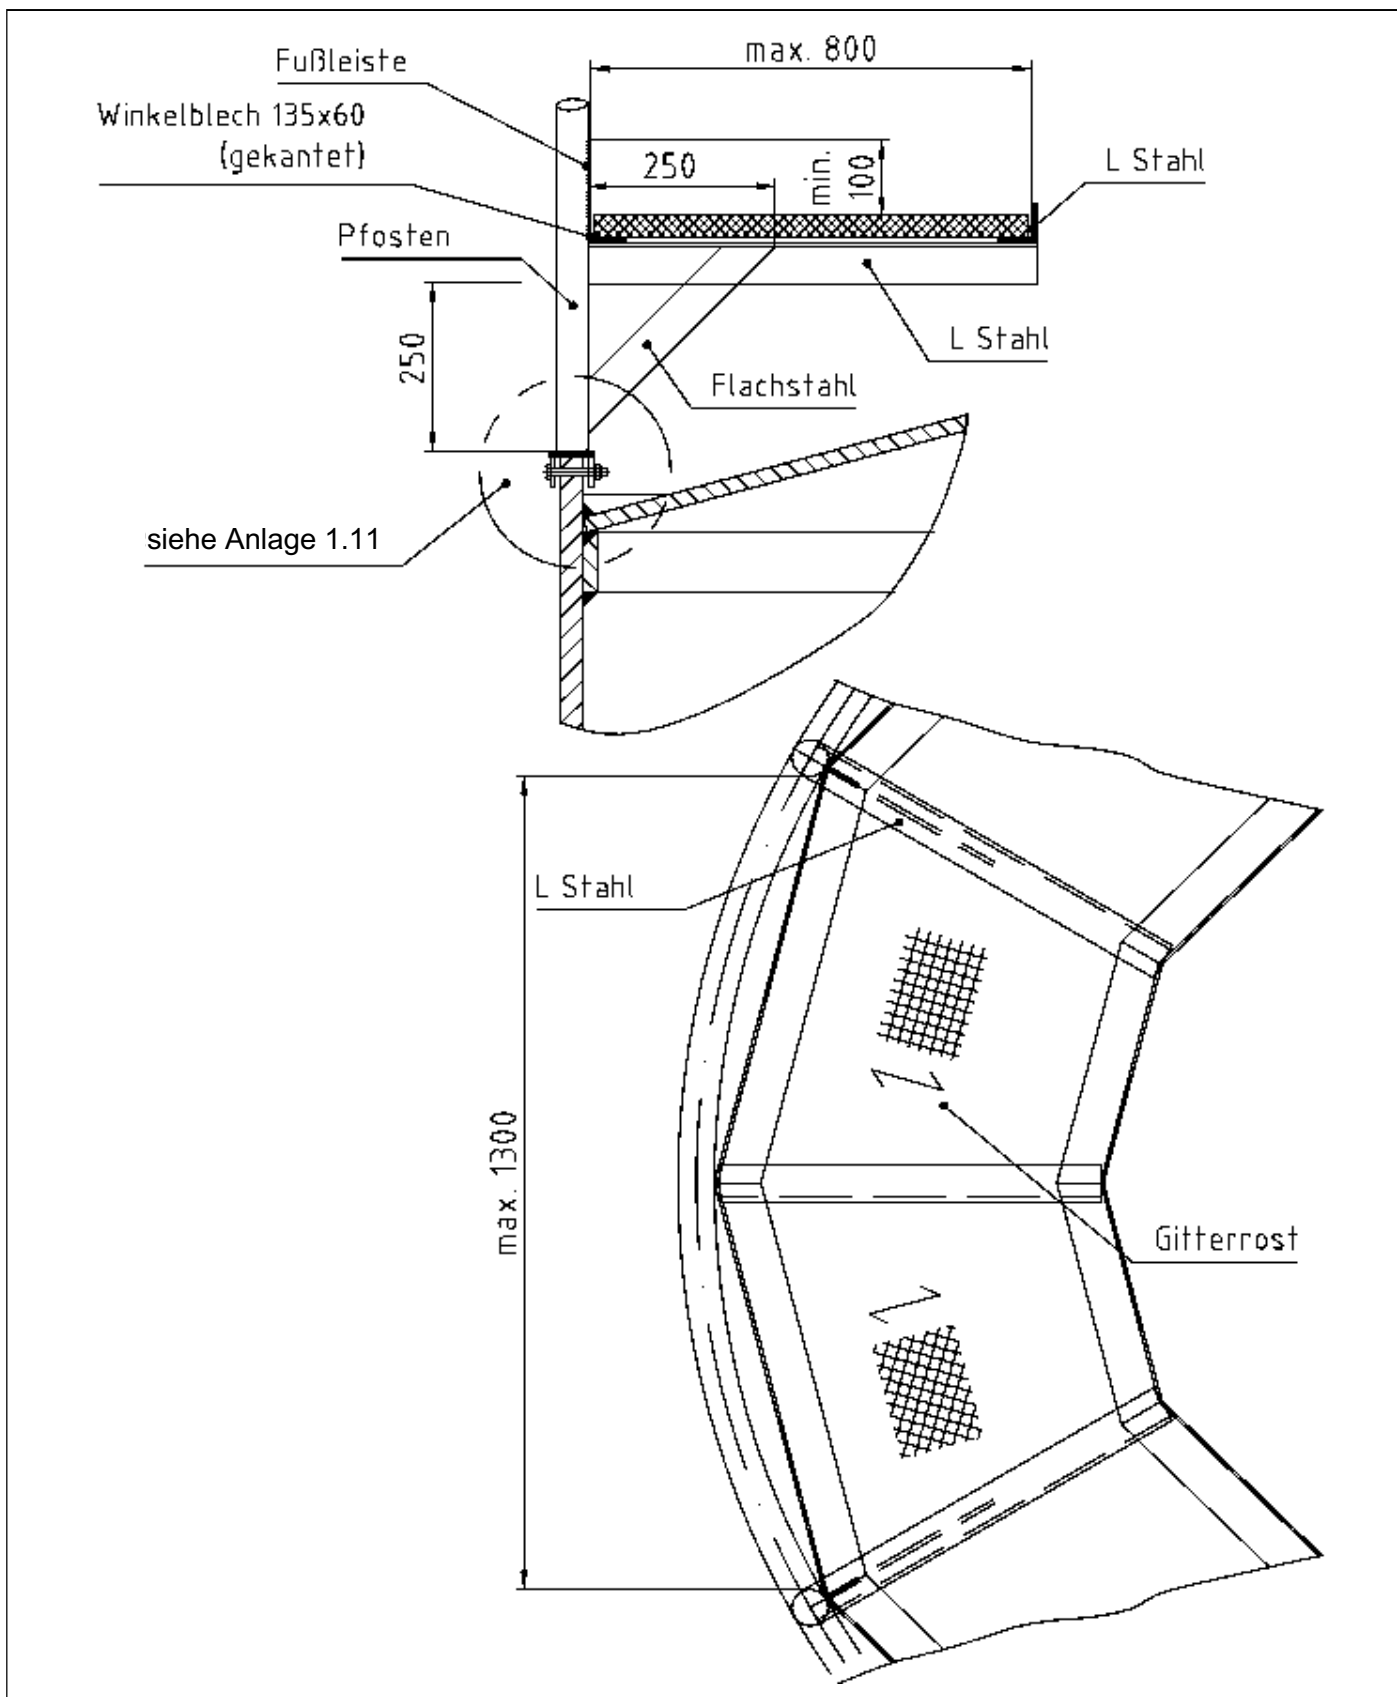 max. 800
Fußleiste
Winkelblech 135x60
(gekantet)
250
min.
100
L Stahl
Pfosten
250
L Stahl
Flachstahl
siehe Anlage 1.11
L Stahl
max. 1300
Gitterrost